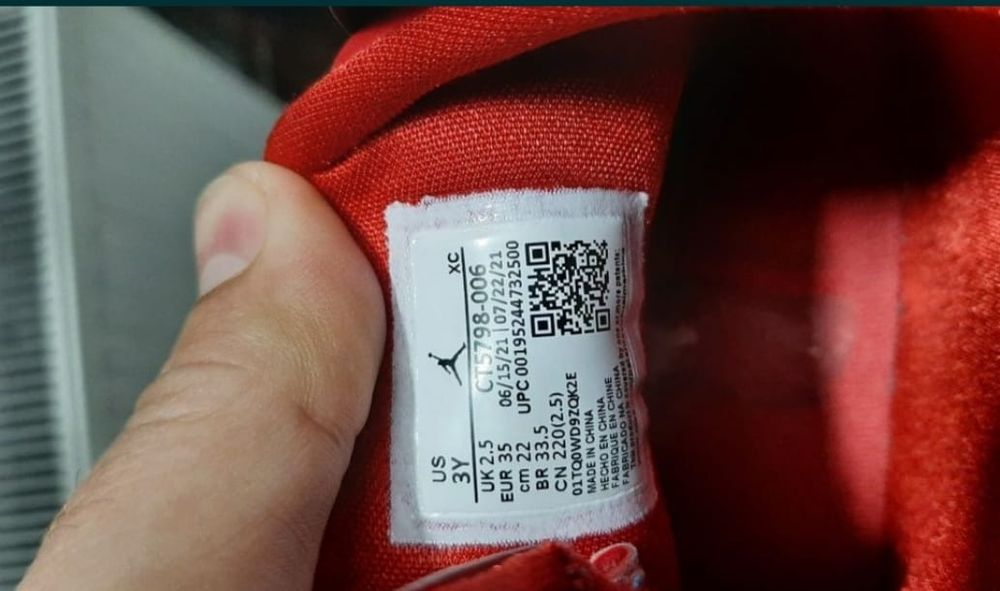 US
3Y
XC
UK 2.5
EUR 35
cm 22
BR 33.5
CN 220(2.5)
CT5798-006
06/15/21 | 07/22/21
UPC 00195244732500
01TQ0WD9ZQK2E
MADE IN CHINA
HECHO EN CHINA
FABRIQUE EN CHINE
FABRICADO NA CHINA